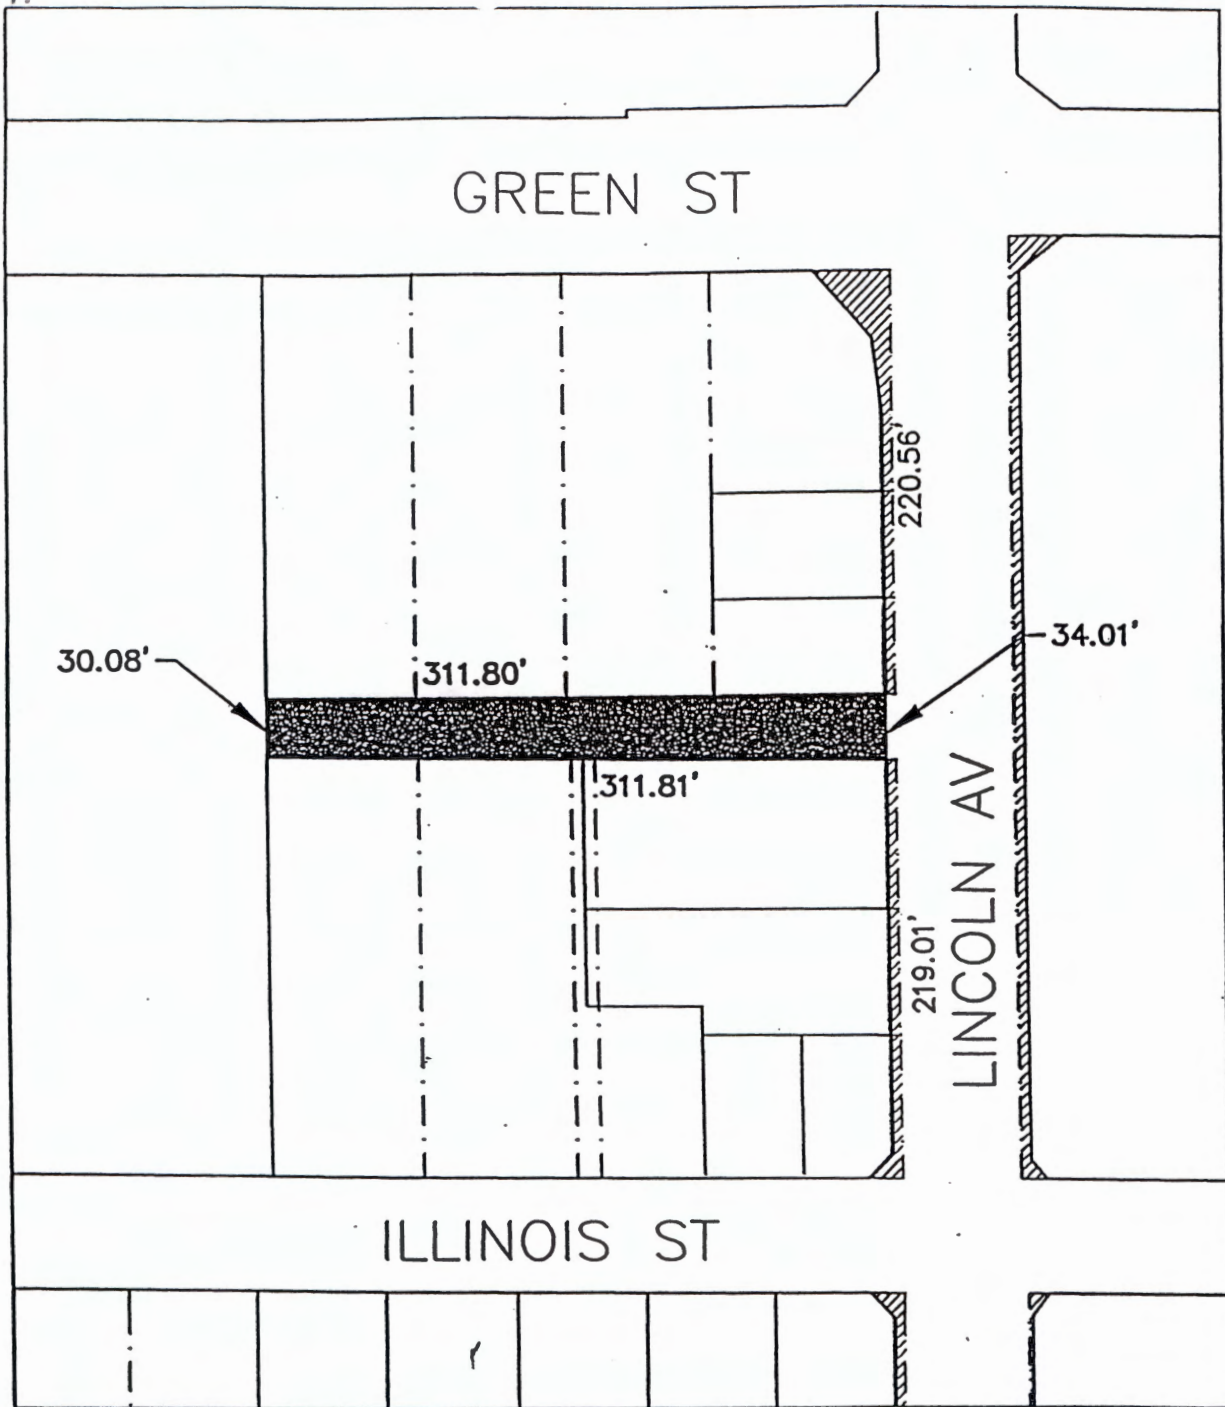 GREEN ST
220.56'
30.08'
311.80'
34.01'
311.81'
LINCOLN AV
219.01'
ILLINOIS ST